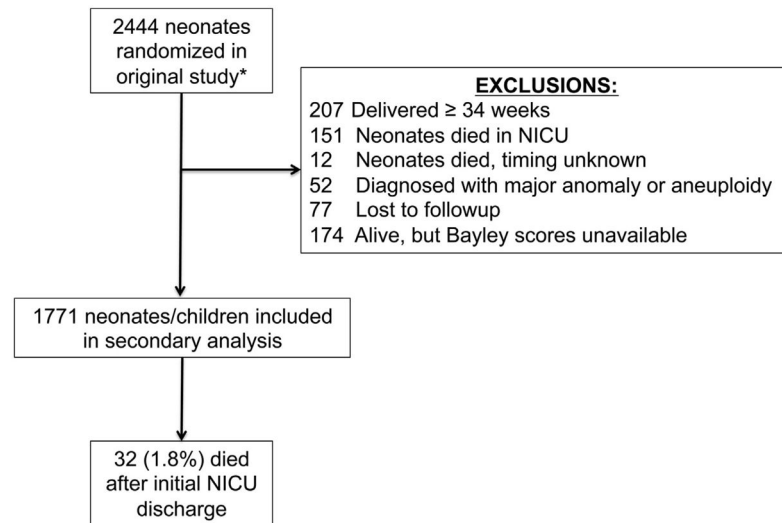 2444 neonates
randomized in
original study*
EXCLUSIONS:
207 Delivered ≥ 34 weeks
151 Neonates died in NICU
12 Neonates died, timing unknown
52 Diagnosed with major anomaly or aneuploidy
77 Lost to followup
174 Alive, but Bayley scores unavailable
1771 neonates/children included
in secondary analysis
32 (1.8%) died
after initial NICU
discharge